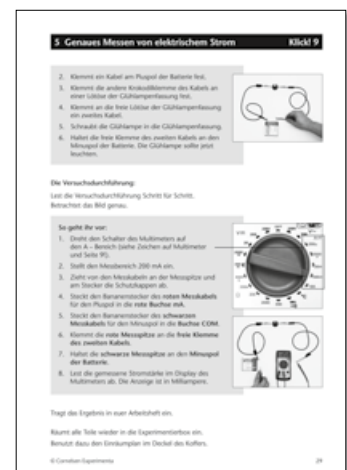 5 Genaues Messen von elektrischem Strom Klick! 9
2. Klemmt ein Kabel am Pluspol der Batterie fest.
3. Klemmt die andere Krokodilklemme des Kabels an
einer Lötöse der Glühlampenfassung fest.
4. Klemmt an die freie Lötöse der Glühlampenfassung
ein zweites Kabel.
5. Schraubt die Glühlampe in die Glühlampenfassung.
6. Haltet die freie Klemme des zweiten Kabels an den
Minuspol der Batterie. Die Glühlampe sollte jetzt
leuchten.
Die Versuchsdurchführung:
Lest die Versuchsdurchführung Schritt für Schritt.
Betrachtet das Bild genau.
So geht ihr vor:
1. Dreht den Schalter des Multimeters auf
den A – Bereich (siehe Zeichen auf Multimeter
und Seite 9!).
2. Stellt den Messbereich 200 mA ein.
3. Zieht von den Messkabeln an der Messpitze und
am Stecker die Schutzkappen ab.
4. Steckt den Bananenstecker des roten Messkabels
für den Pluspol in die rote Buchse mA.
5. Steckt den Bananenstecker des schwarzen
Messkabels für den Minuspol in die Buchse COM.
6. Klemmt die rote Messpitze an die freie Klemme
des zweiten Kabels.
7. Haltet die schwarze Messpitze an den Minuspol
der Batterie.
8. Lest die gemessene Stromstärke im Display des
Multimeters ab. Die Anzeige ist in Milliampere.
Tragt das Ergebnis in euer Arbeitsheft ein.
Räumt alle Teile wieder in die Experimentierbox ein.
Benutzt dazu den Einräumplan im Deckel des Koffers.
© Cornelsen Experimenta 29